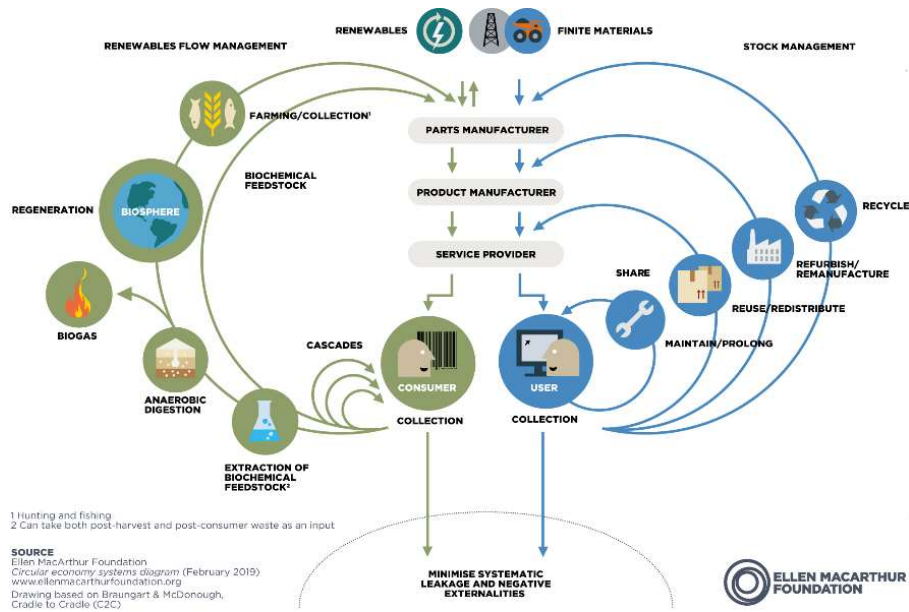 RENEWABLES
FINITE MATERIALS
RENEWABLES FLOW MANAGEMENT
STOCK MANAGEMENT
FARMING/COLLECTION¹
PARTS MANUFACTURER
BIOCHEMICAL
FEEDSTOCK
PRODUCT MANUFACTURER
REGENERATION
BIOSPHERE
RECYCLE
SERVICE PROVIDER
SHARE
REFURBISH/
REMANUFACTURE
REUSE/REDISTRIBUTE
BIOGAS
CASCADES
MAINTAIN/PROLONG
CONSUMER
USER
ANAEROBIC
DIGESTION
COLLECTION
COLLECTION
EXTRACTION OF
BIOCHEMICAL
FEEDSTOCK²
1 Hunting and fishing
2 Can take both post-harvest and post-consumer waste as an input
SOURCE
Ellen MacArthur Foundation
Circular economy systems diagram (February 2019)
www.ellenmacarthurfoundation.org
Drawing based on Braungart & McDonough,
Cradle to Cradle (C2C)
MINIMISE SYSTEMATIC
LEAKAGE AND NEGATIVE
EXTERNALITIES
ELLEN MACARTHUR
FOUNDATION